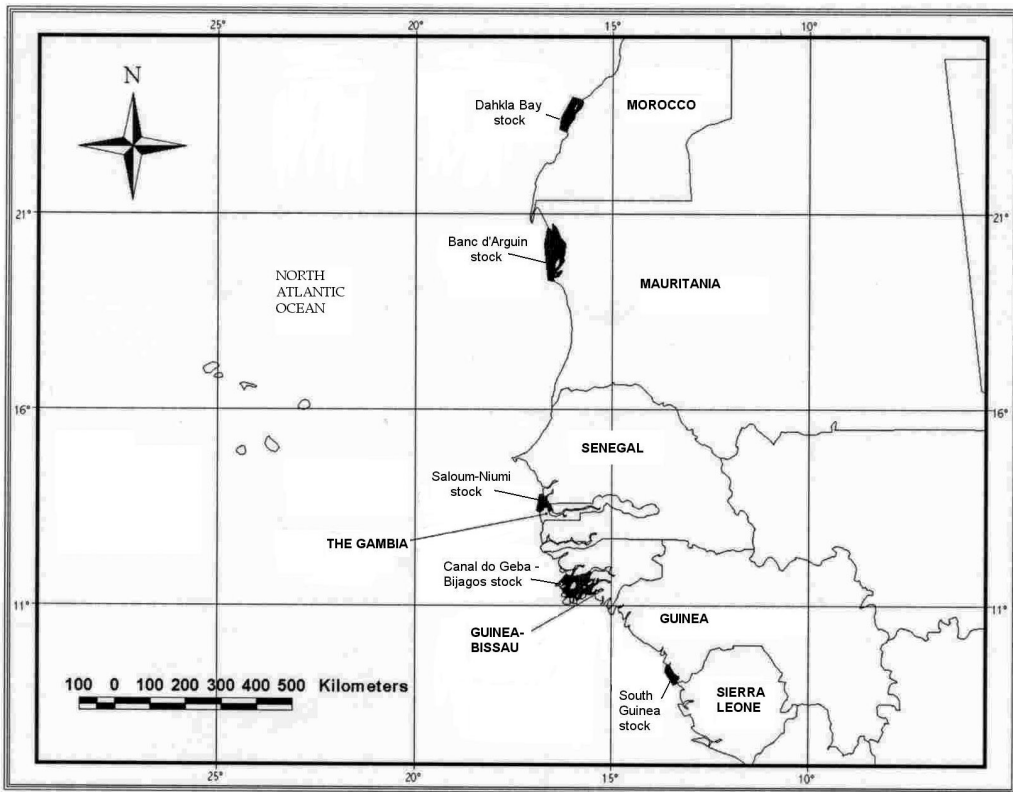 25° 20° 15° 10°
N
Dahkla Bay
stock
MOROCCO
21° 21°
Banc d'Arguin
stock
NORTH
ATLANTIC
OCEAN
MAURITANIA
16° 16°
SENEGAL
Saloum-Niumi
stock
THE GAMBIA
Canal do Geba -
Bijagos stock
11° 11°
GUINEA-
BISSAU
GUINEA
100 0 100 200 300 400 500 Kilometers
South
Guinea
stock
SIERRA
LEONE
25° 20° 15° 10°